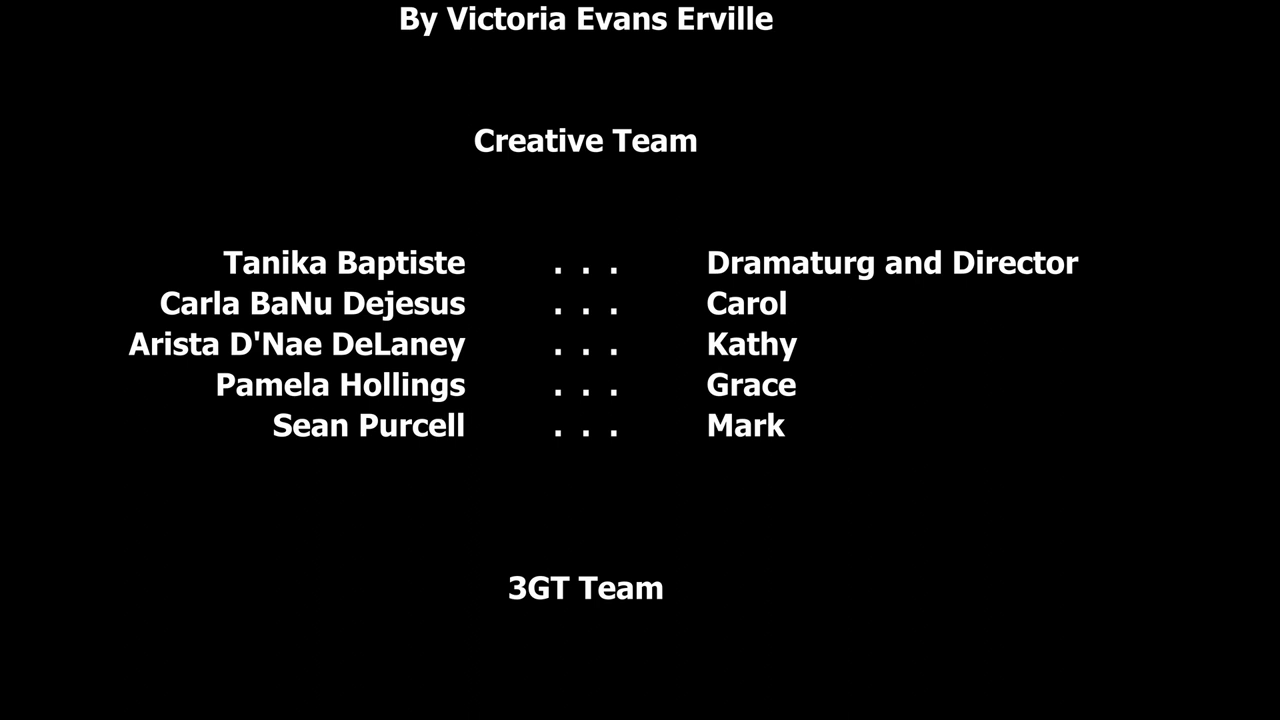 By Victoria Evans Erville
Creative Team
Tanika Baptiste . . . Dramaturg and Director
Carla BaNu Dejesus . . . Carol
Arista D'Nae DeLaney . . . Kathy
Pamela Hollings . . . Grace
Sean Purcell . . . Mark
3GT Team